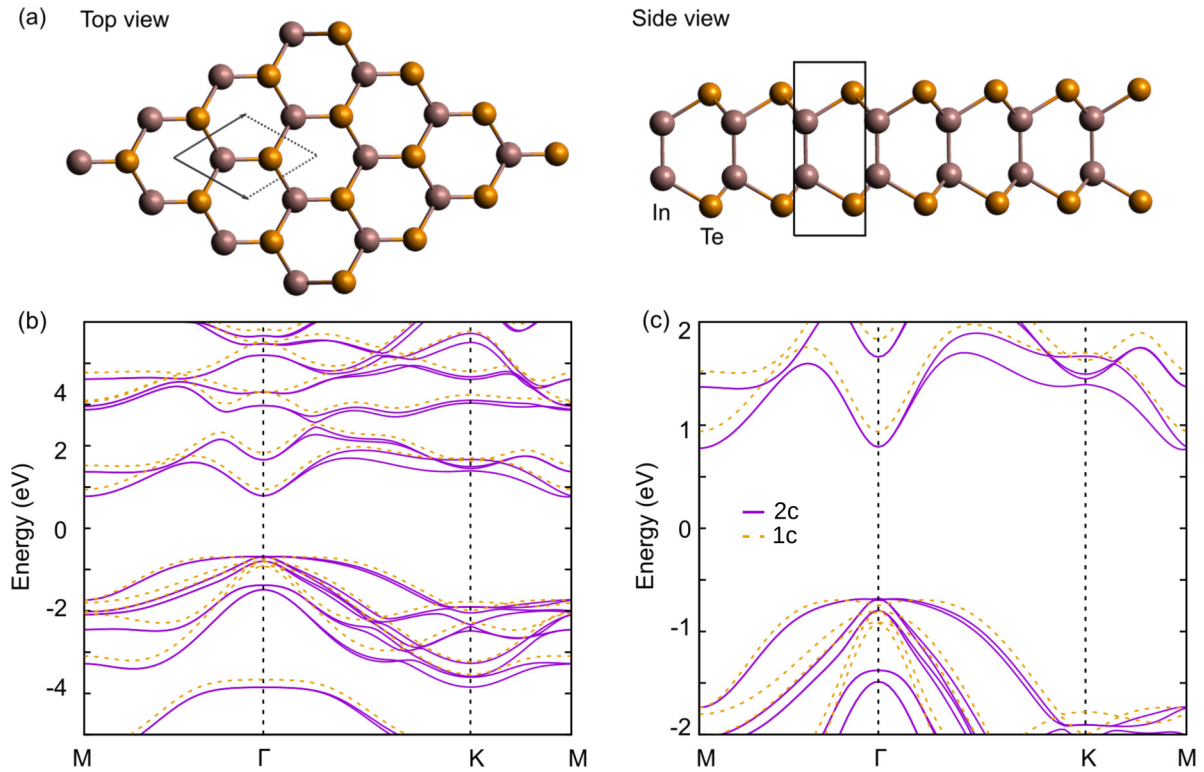 (a) Top view
Side view
In
Te
(b)
(c)
4
2
0
-2
-4
Energy (eV)
M Γ K M
2
1
0
-1
-2
Energy (eV)
2c
1c
M Γ K M